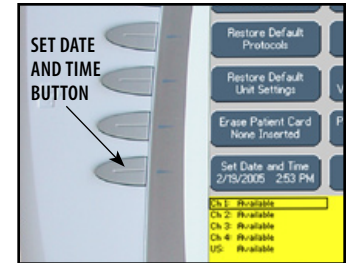 SET DATE
AND TIME
BUTTON
Restore Default
Protocols
Restore Default
Unit Settings
Erase Patient Card
None Inserted
Set Date and Time
2/19/2005 2:53 PM
Ch 1: Available
Ch 2: Available
Ch 3: Available
Ch 4: Available
US: Available